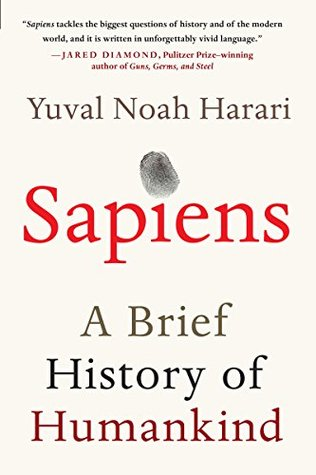 "Sapiens tackles the biggest questions of history and of the modern
world, and it is written in unforgettably vivid language."
—JARED DIAMOND, Pulitzer Prize–winning
author of Guns, Germs, and Steel
Yuval Noah Harari
Sapiens
A Brief
History of
Humankind